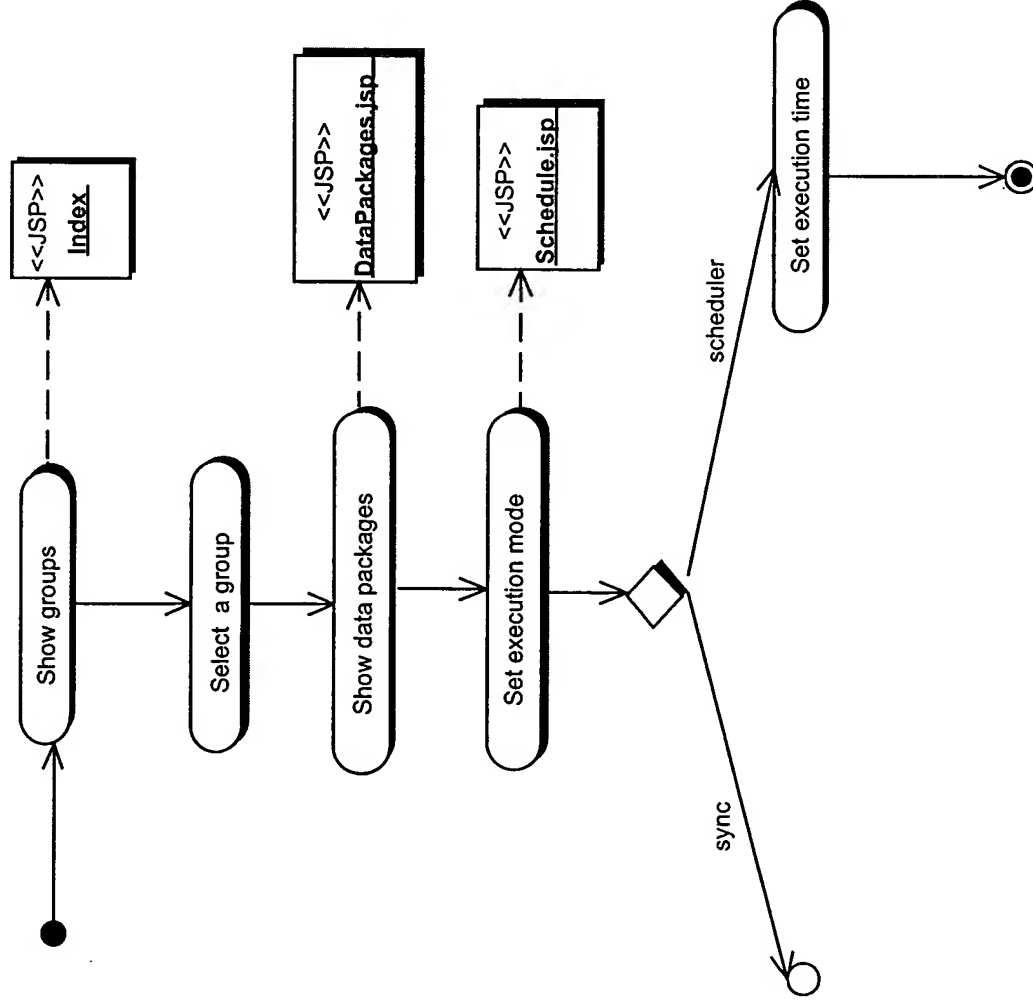 <<JSP>>
Index
Show groups
Select a group
<<JSP>>
DataPackages.jsp
Show data packages
<<JSP>>
Schedule.jsp
Set execution mode
sync
scheduler
Set execution time